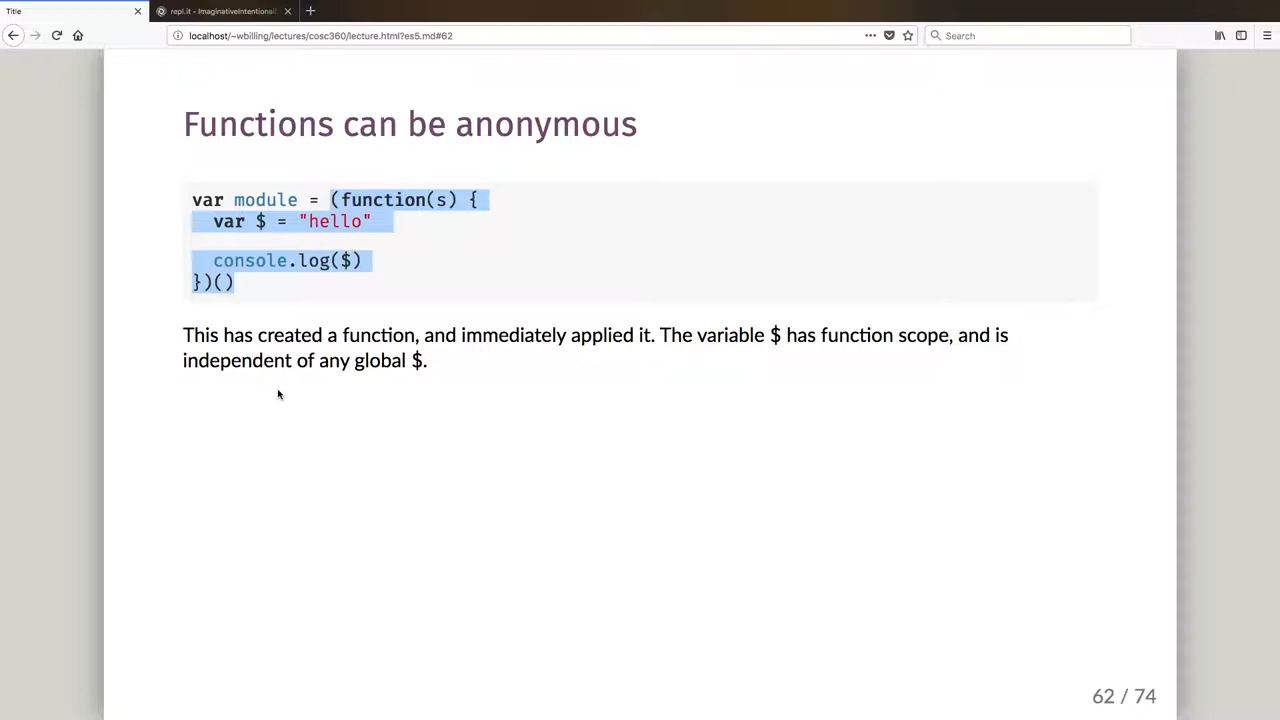 Title
repl.it - ImaginativeIntentional
localhost/~wbilling/lectures/cosc360/lecture.html?es5.md#62
Search
Functions can be anonymous
var module = (function(s) {
var $ = "hello"
console.log($)
})()
This has created a function, and immediately applied it. The variable $ has function scope, and is
independent of any global $.
62 / 74